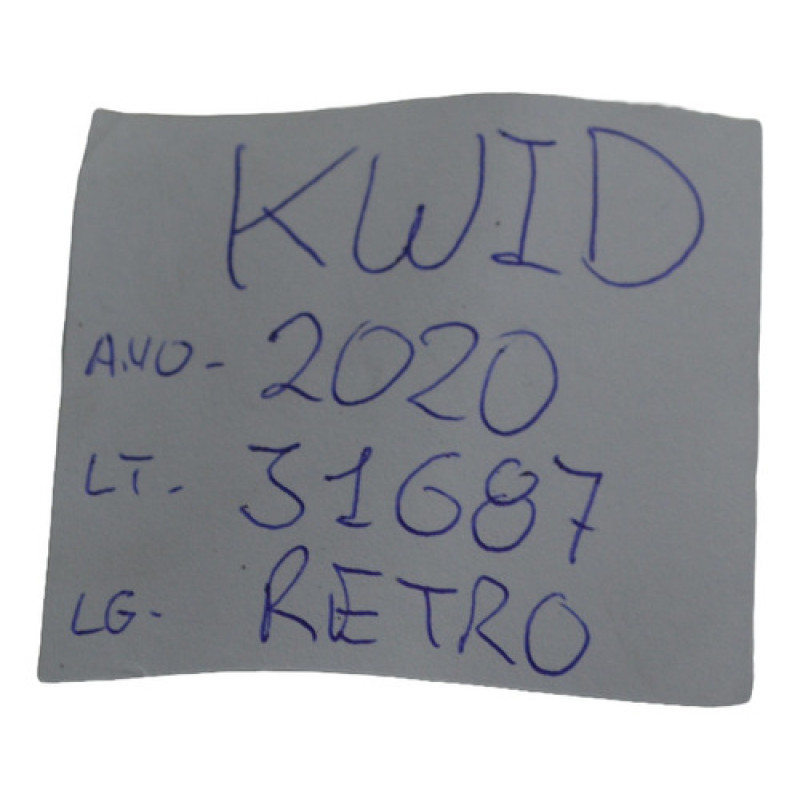 KWID
ANO- 2020
LT- 31687
LG- RETRO